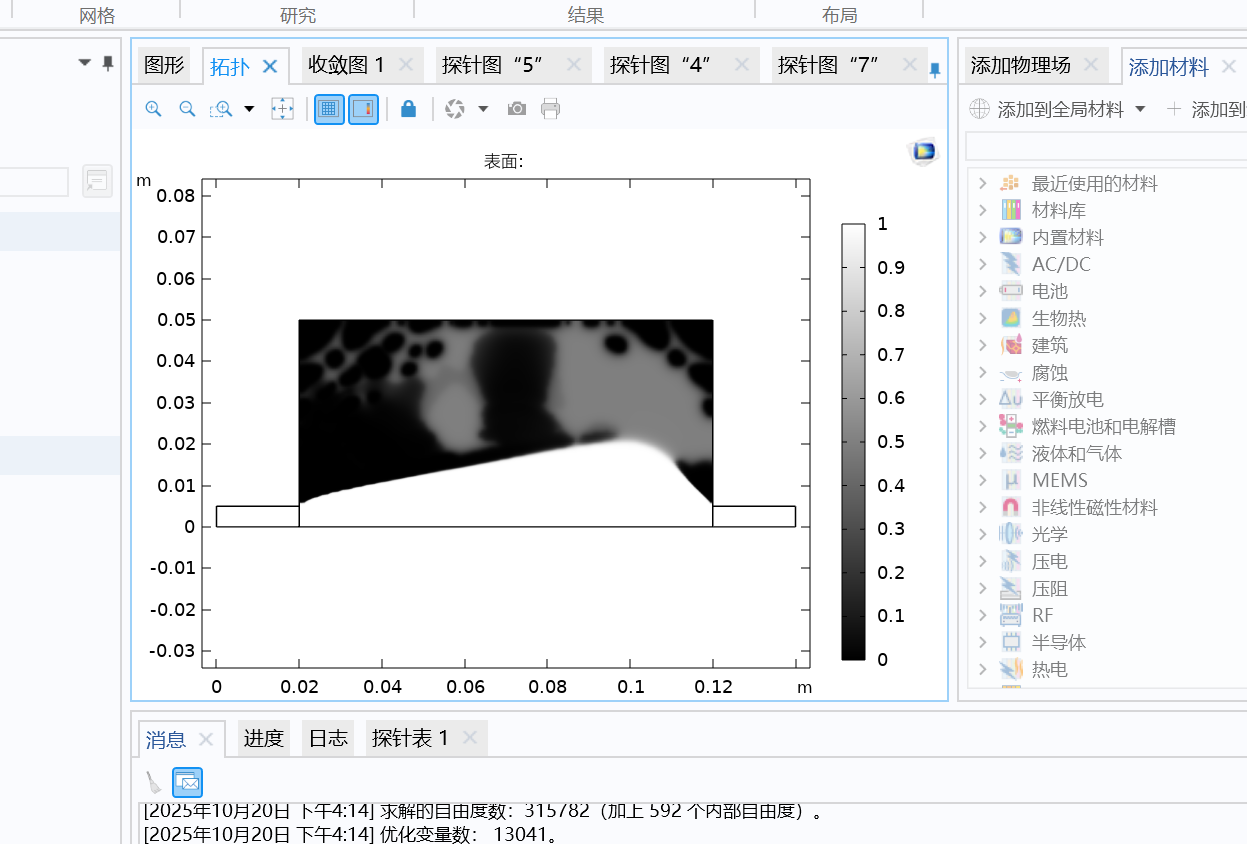 网格 研究 结果 布局
图形 拓扑 收敛图 1 探针图 “5” 探针图 “4” 探针图 “7”
添加物理场 添加材料
添加到全局材料 添加到
表面:
m
0.08
0.07
0.06
0.05
0.04
0.03
0.02
0.01
0
-0.01
-0.02
-0.03
0 0.02 0.04 0.06 0.08 0.1 0.12 m
1
0.9
0.8
0.7
0.6
0.5
0.4
0.3
0.2
0.1
0
最近使用的材料
材料库
内置材料
AC/DC
电池
生物热
建筑
腐蚀
平衡放电
燃料电池和电解槽
液体和气体
MEMS
非线性磁性材料
光学
压电
压阻
RF
半导体
热电
消息 进度 日志 探针表 1
[2025年10月20日 下午4:14] 求解的自由度数：315782（加上 592 个内部自由度）。
[2025年10月20日 下午4:14] 优化变量数： 13041。